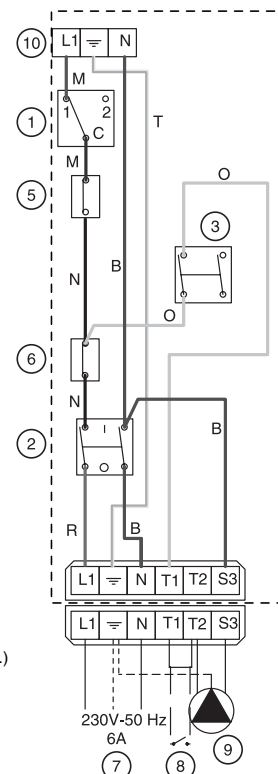 10 L1 N
M
1 2
1
C
T
M
O
5
3
N
B
O
6
N
I
2
B
O
R
B
L1 N T1 T2 S3
L1 N T1 T2 S3
.)
230V-50 Hz
6A
7 8 9